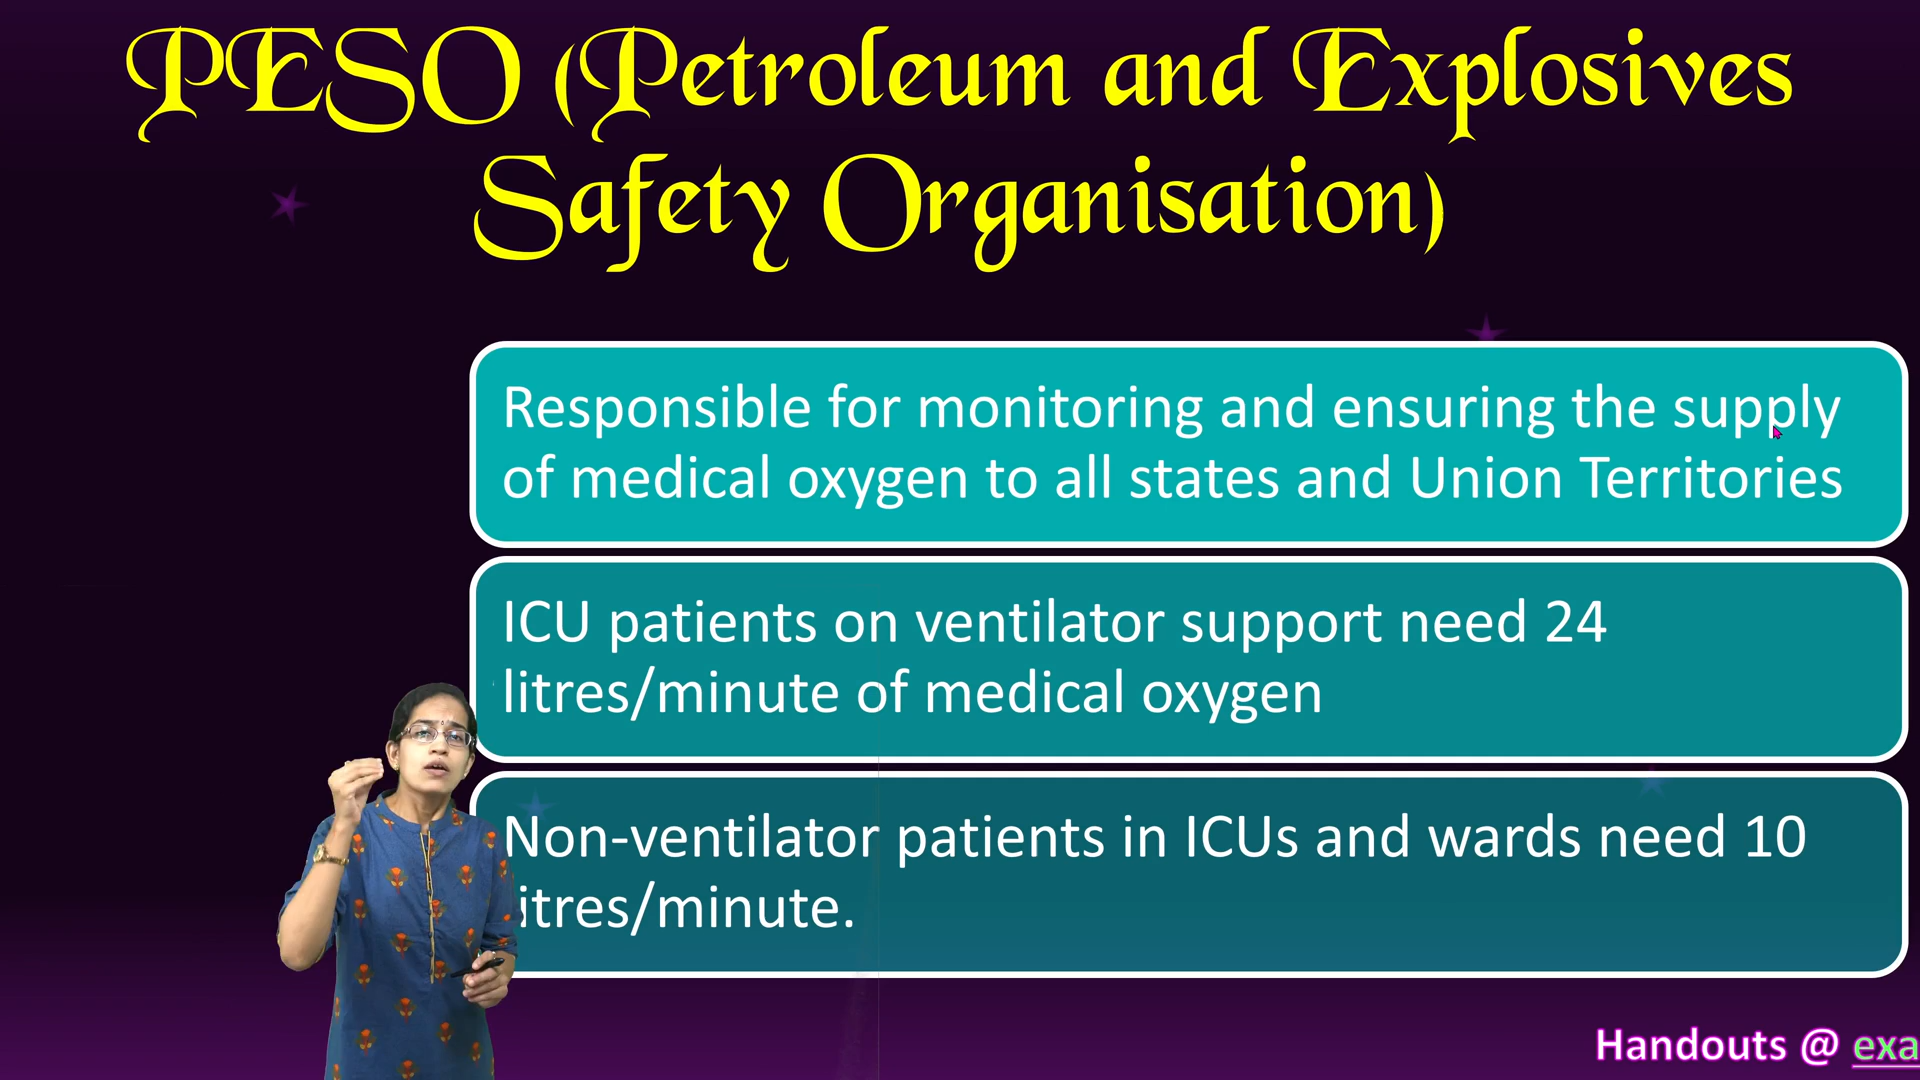 PESO (Petroleum and Explosives
Safety Organisation)
Responsible for monitoring and ensuring the supply
of medical oxygen to all states and Union Territories
ICU patients on ventilator support need 24
litres/minute of medical oxygen
Non-ventilator patients in ICUs and wards need 10
litres/minute.
Handouts @ exa